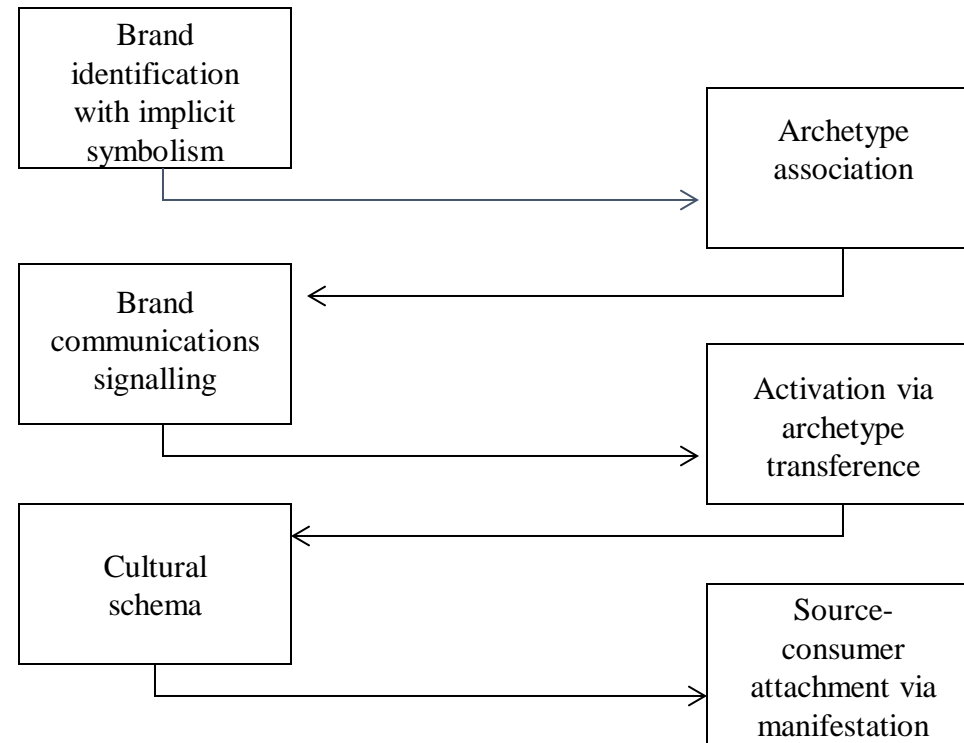 Brand
identification
with implicit
symbolism
Archetype
association
Brand
communications
signalling
Activation via
archetype
transference
Cultural
schema
Source-
consumer
attachment via
manifestation